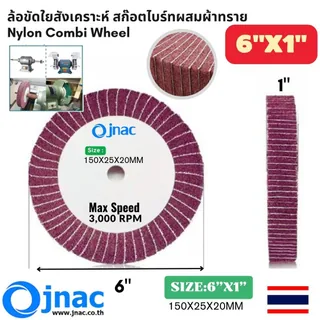 ล้อขัดใยสังเคราะห์ สก๊อตไบร์ทผสมผ้าทราย
Nylon Combi Wheel
6"X1"
1"
jnac
Size :
150X25X20MM
Max Speed
3,000 RPM
6"
jnac
www.jnac.co.th
SIZE:6"X1"
150X25X20MM